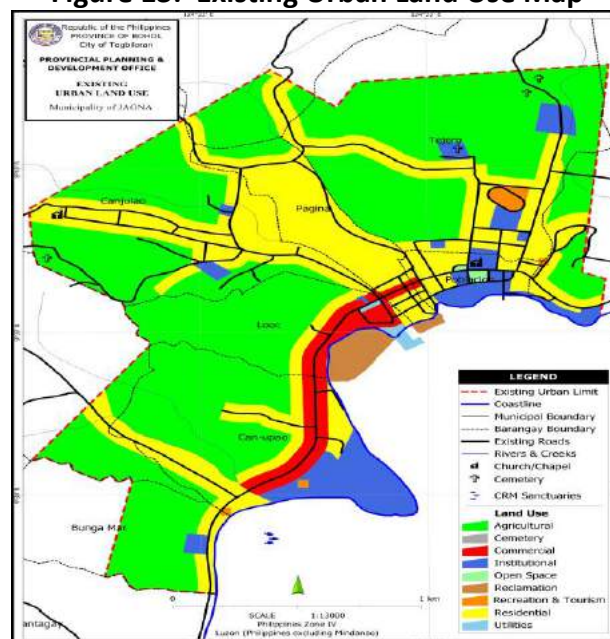 Figure 15: Existing Urban Land Use Map
Republic of the Philippines
PROVINCE OF BOHOL
City of Tagbilaran
PROVINCIAL PLANNING &
DEVELOPMENT OFFICE
EXISTING
URBAN LAND USE
Municipality of JAGNA
Tejero
Canjulao
Pagina
Looc
Can-upao
Bunga Mar
LEGEND
Existing Urban Limit
Coastline
Municipal Boundary
Barangay Boundary
Existing Roads
Rivers & Creeks
Church/Chapel
Cemetery
CRM Sanctuaries
Land Use
Agricultural
Cemetery
Commercial
Institutional
Open Space
Reclamation
Recreation & Tourism
Residential
Utilities
1 km
SCALE 1:13000
Philippines Zone IV
Luzon (Philippines excluding Mindanao)
antagay